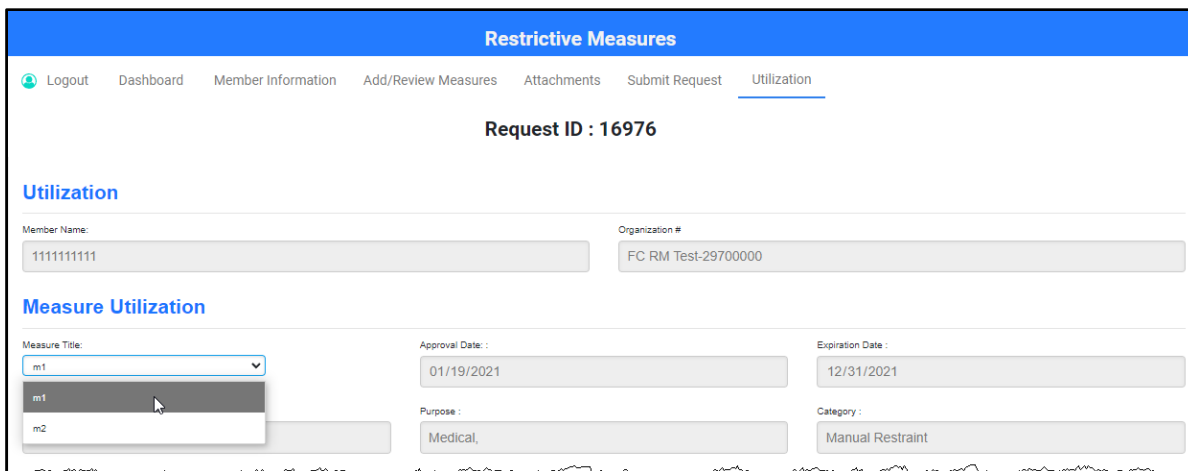 Restrictive Measures
Logout Dashboard Member Information Add/Review Measures Attachments Submit Request Utilization
Request ID : 16976
Utilization
Member Name: Organization #
1111111111 FC RM Test-29700000
Measure Utilization
Measure Title: Approval Date: : Expiration Date :
m1 01/19/2021 12/31/2021
m1
Purpose : Category :
m2 Medical, Manual Restraint